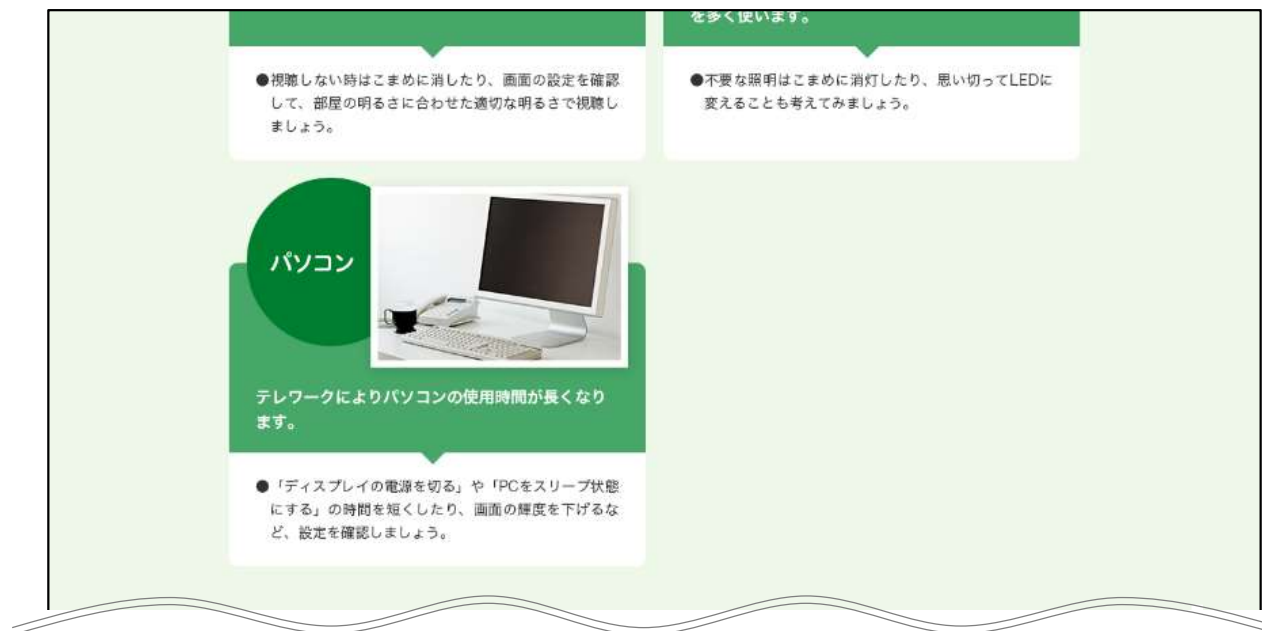 を多く使います。
●視聴しない時はこまめに消したり、画面の設定を確認
して、部屋の明るさに合わせた適切な明るさで視聴し
ましょう。
●不要な照明はこまめに消灯したり、思い切ってLEDに
変えることも考えてみましょう。
パソコン
テレワークによりパソコンの使用時間が長くなり
ます。
●「ディスプレイの電源を切る」や「PCをスリープ状態
にする」の時間を短くしたり、画面の輝度を下げるな
ど、設定を確認しましょう。